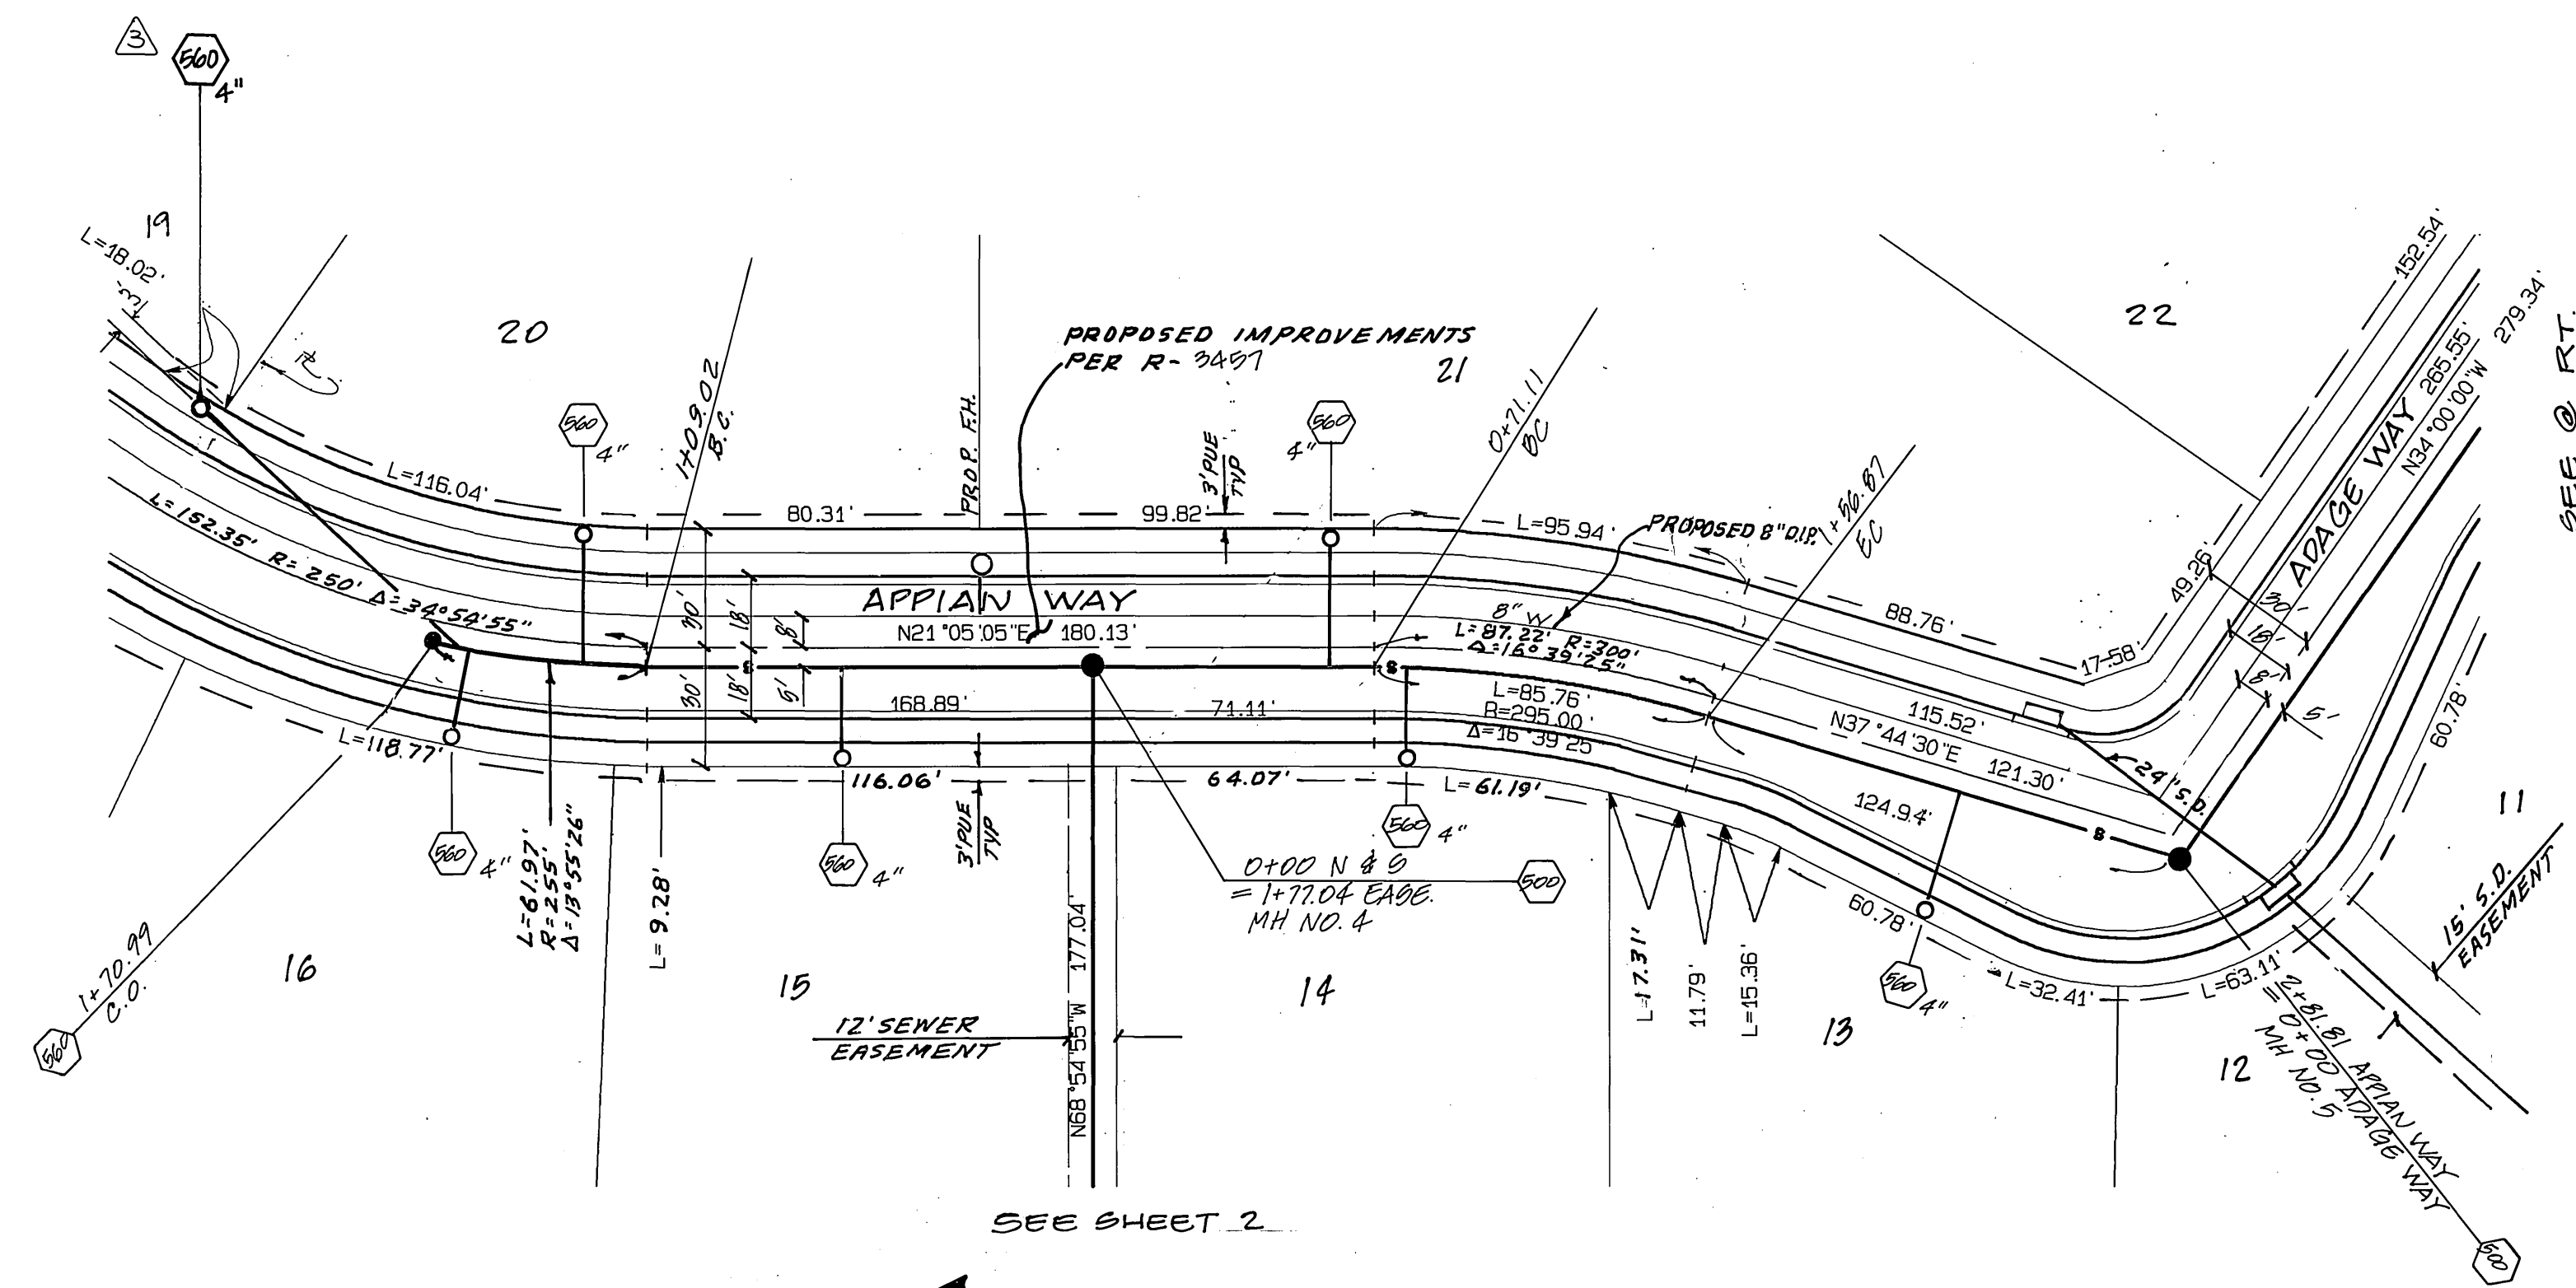 3
560
4"
19
L=18.02'
3'
20
PROPOSED IMPROVEMENTS
PER R- 3457
21
22
152.54'
279.34'
SEE @ RT.
560
4"
1+09.02
B.C.
PROP. F.H.
3' PUE
TYP
560
4"
0+71.11
BC
1+56.87
EC
L=116.04'
80.31'
99.82'
L=95.94'
PROPOSED 8" D.I.P.
88.76'
17.58'
49.26'
ADAGE WAY
265.55'
N34°00'00"W
L=152.35' R=250' Δ=34°54'55"
APPIAN WAY
N21°05'05"E
180.13'
30'
18'
8'
30'
18'
5'
8" W
L=87.22' R=300'
Δ=16°39'25"
30'
18'
8'
5'
S
S
168.89'
71.11'
L=85.76'
R=295.00'
Δ=16°39'25
115.52'
N37°44'30"E
121.30'
124.94'
24" S.D.
S
60.78'
11
L=118.77'
116.06'
64.07'
L=61.19'
560
4"
L=61.97'
R=255'
Δ=13°55'26"
L=9.28'
560
4"
3' PUE
TYP
560
4"
0+00 N & S
= 1+77.04 EASE.
MH NO. 4
500
L=17.31'
11.79'
L=15.36'
60.78'
560
4"
L=32.41'
L=63.11'
15' S.D.
EASEMENT
1+70.99
C.O.
560
16
15
14
13
12
12' SEWER
EASEMENT
N68°54'55"W 177.04'
2+81.81 APPIAN WAY
= 0+00 ADAGE WAY
MH NO. 5
500
SEE SHEET 2